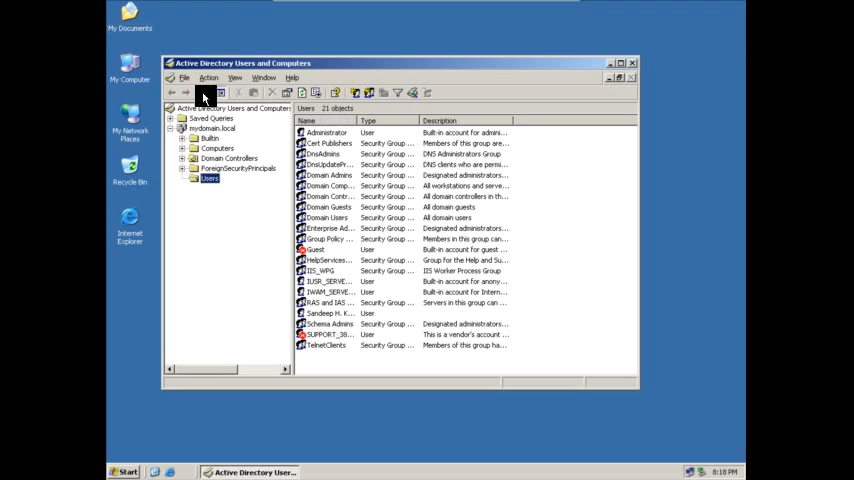 My Documents
My Computer
My Network
Places
Recycle Bin
Internet
Explorer
Active Directory Users and Computers
File Action View Window Help
Active Directory Users and Computers
Saved Queries
mydomain.local
Builtin
Computers
Domain Controllers
ForeignSecurityPrincipals
Users
Users 21 objects
Name Type Description
Administrator User Built-in account for admini...
Cert Publishers Security Group ... Members of this group are...
DnsAdmins Security Group ... DNS Administrators Group
DnsUpdatePr... Security Group ... DNS clients who are permi...
Domain Admins Security Group ... Designated administrators...
Domain Comp... Security Group ... All workstations and serve...
Domain Contr... Security Group ... All domain controllers in th...
Domain Guests Security Group ... All domain guests
Domain Users Security Group ... All domain users
Enterprise Ad... Security Group ... Designated administrators...
Group Policy ... Security Group ... Members in this group can...
Guest User Built-in account for guest ...
HelpServices... Security Group ... Group for the Help and Su...
IIS_WPG Security Group ... IIS Worker Process Group
IUSR_SERVE... User Built-in account for anony...
IWAM_SERVE... User Built-in account for Intern...
RAS and IAS ... Security Group ... Servers in this group can ...
Sandeep H. K... User
Schema Admins Security Group ... Designated administrators...
SUPPORT_38... User This is a vendor's account ...
TelnetClients Security Group ... Members of this group ha...
Start Active Directory User... 8:18 PM